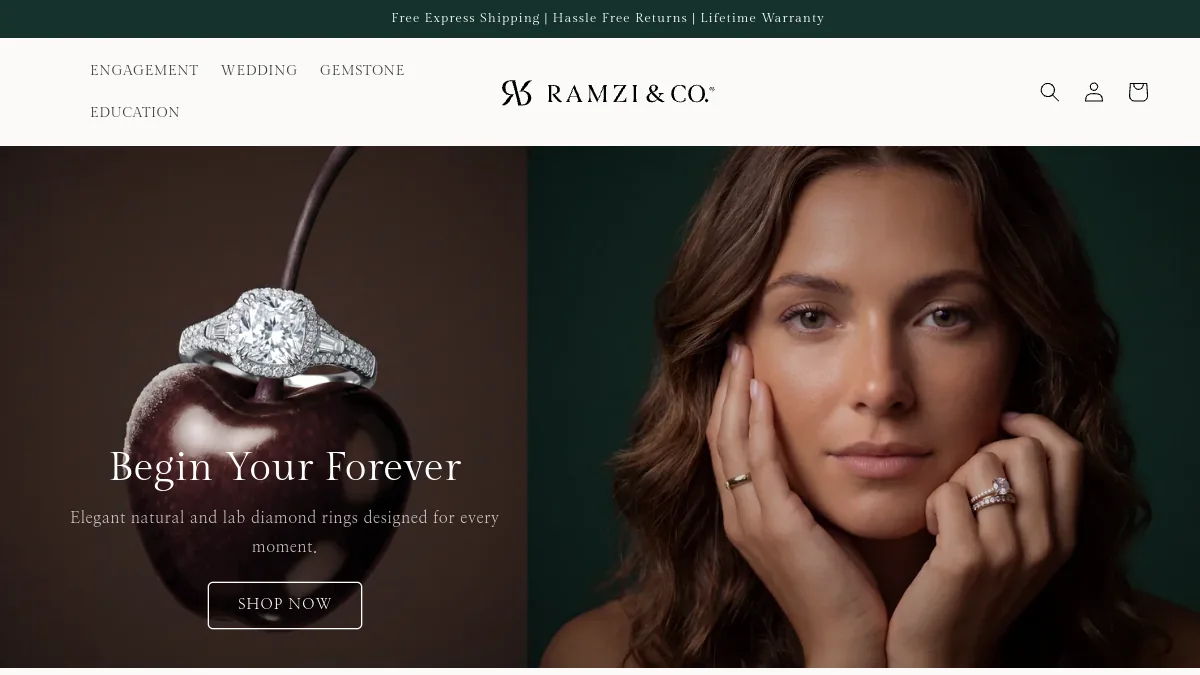 Free Express Shipping | Hassle Free Returns | Lifetime Warranty
ENGAGEMENT WEDDING GEMSTONE
EDUCATION
RAMZI & CO.
Begin Your Forever
Elegant natural and lab diamond rings designed for every
moment.
SHOP NOW